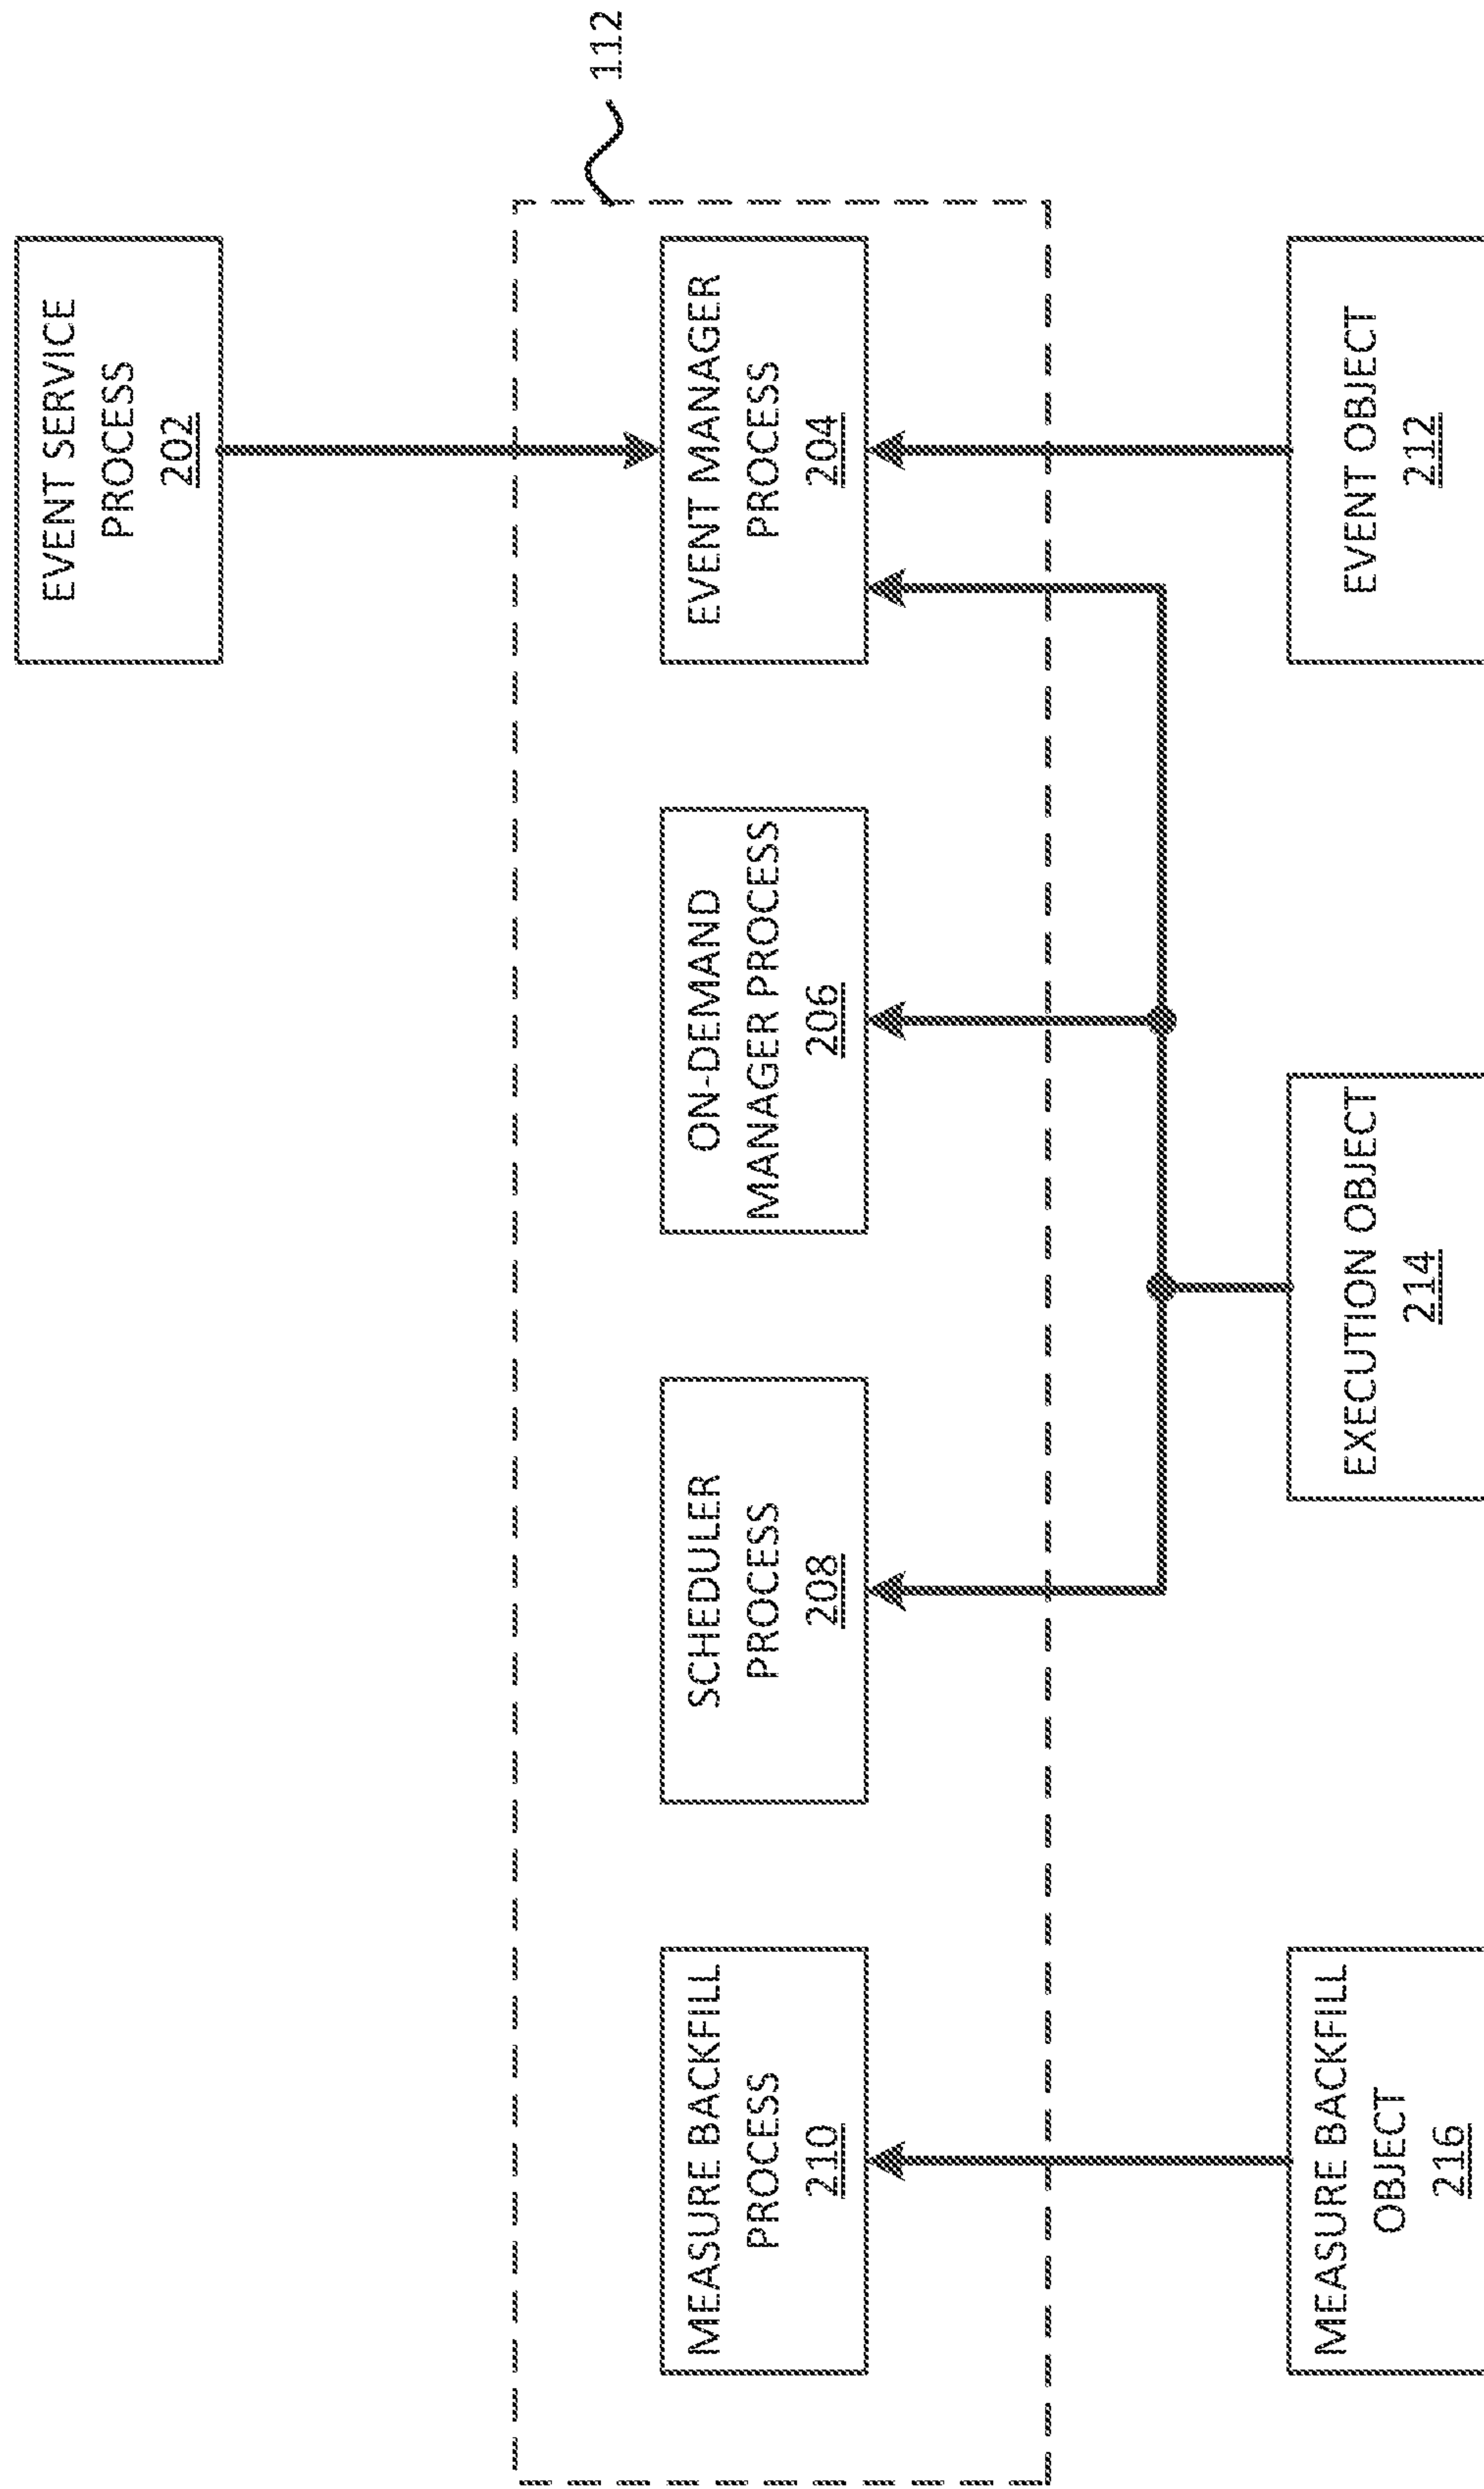 EVENT SERVICE
PROCESS
202
112
MEASURE BACKFILL
PROCESS
210
SCHEDULER
PROCESS
208
ON-DEMAND
MANAGER PROCESS
206
EVENT MANAGER
PROCESS
204
MEASURE BACKFILL
OBJECT
216
EXECUTION OBJECT
214
EVENT OBJECT
212